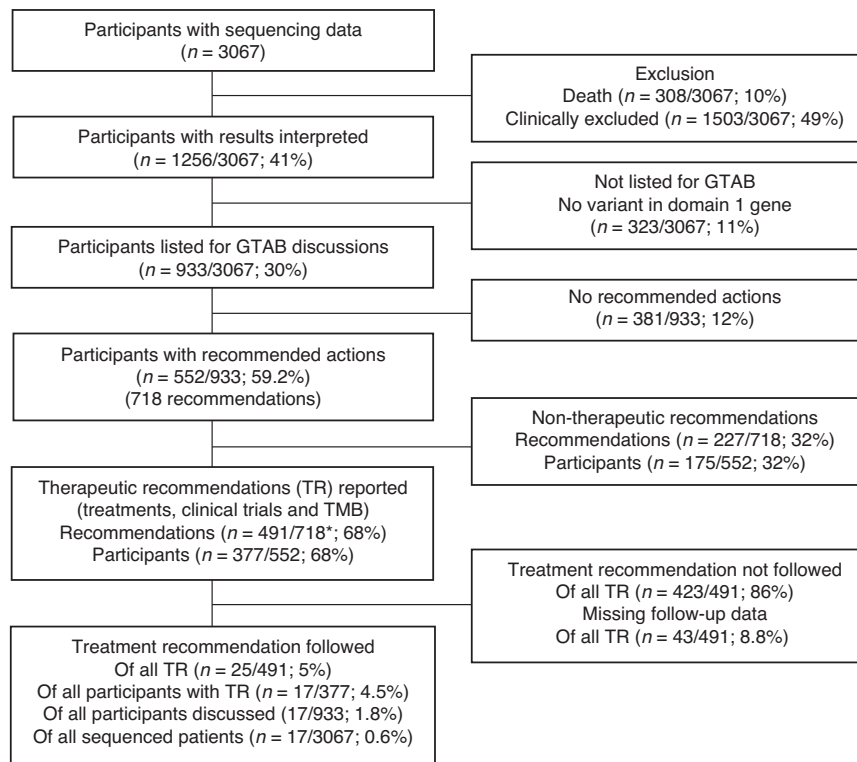 Participants with sequencing data
(n = 3067)
Exclusion
Death (n = 308/3067; 10%)
Clinically excluded (n = 1503/3067; 49%)
Participants with results interpreted
(n = 1256/3067; 41%)
Not listed for GTAB
No variant in domain 1 gene
(n = 323/3067; 11%)
Participants listed for GTAB discussions
(n = 933/3067; 30%)
No recommended actions
(n = 381/933; 12%)
Participants with recommended actions
(n = 552/933; 59.2%)
(718 recommendations)
Non-therapeutic recommendations
Recommendations (n = 227/718; 32%)
Participants (n = 175/552; 32%)
Therapeutic recommendations (TR) reported
(treatments, clinical trials and TMB)
Recommendations (n = 491/718*; 68%)
Participants (n = 377/552; 68%)
Treatment recommendation not followed
Of all TR (n = 423/491; 86%)
Missing follow-up data
Of all TR (n = 43/491; 8.8%)
Treatment recommendation followed
Of all TR (n = 25/491; 5%)
Of all participants with TR (n = 17/377; 4.5%)
Of all participants discussed (17/933; 1.8%)
Of all sequenced patients (n = 17/3067; 0.6%)